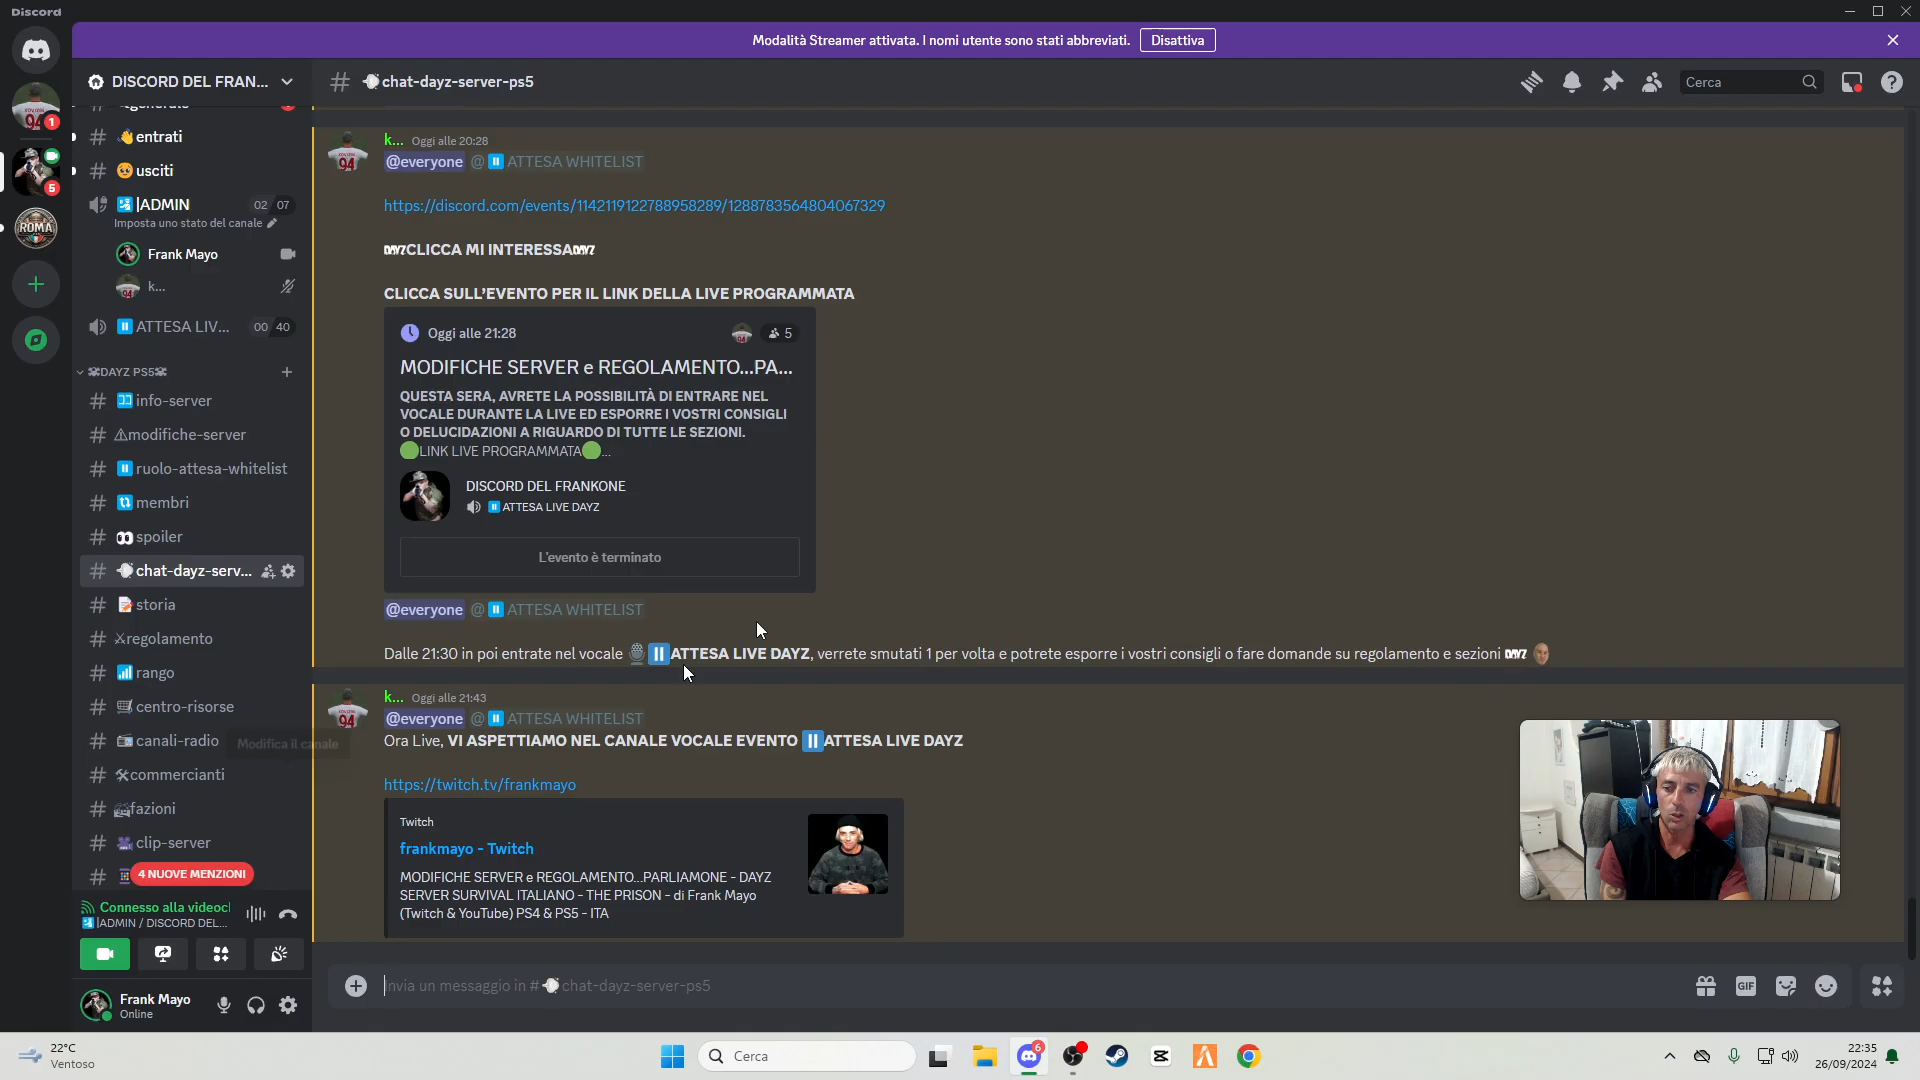 Discord
Modalità Streamer attivata. I nomi utente sono stati abbreviati.
Disattiva
DISCORD DEL FRAN...
chat-dayz-server-ps5
Cerca
entrati
usciti
|ADMIN
02 07
Imposta uno stato del canale
Frank Mayo
k...
ATTESA LIV...
00 40
DAYZ PS5
info-server
modifiche-server
ruolo-attesa-whitelist
membri
spoiler
chat-dayz-serv...
storia
regolamento
rango
centro-risorse
canali-radio
Modifica il canale
commercianti
fazioni
clip-server
4 NUOVE MENZIONI
Connesso alla videoc
|ADMIN / DISCORD DEL...
Frank Mayo
Online
1
5
ROMA
k... Oggi alle 20:28
@everyone @ ATTESA WHITELIST
https://discord.com/events/1142119122788958289/1288783564804067329
DAYZ CLICCA MI INTERESSA DAYZ
CLICCA SULL'EVENTO PER IL LINK DELLA LIVE PROGRAMMATA
Oggi alle 21:28
5
MODIFICHE SERVER e REGOLAMENTO...PA...
QUESTA SERA, AVRETE LA POSSIBILITÀ DI ENTRARE NEL
VOCALE DURANTE LA LIVE ED ESPORRE I VOSTRI CONSIGLI
O DELUCIDAZIONI A RIGUARDO DI TUTTE LE SEZIONI.
LINK LIVE PROGRAMMATA...
DISCORD DEL FRANKONE
ATTESA LIVE DAYZ
L'evento è terminato
@everyone @ ATTESA WHITELIST
Dalle 21:30 in poi entrate nel vocale ATTESA LIVE DAYZ, verrete smutati 1 per volta e potrete esporre i vostri consigli o fare domande su regolamento e sezioni DAYZ
k... Oggi alle 21:43
@everyone @ ATTESA WHITELIST
Ora Live, VI ASPETTIAMO NEL CANALE VOCALE EVENTO ATTESA LIVE DAYZ
https://twitch.tv/frankmayo
Twitch
frankmayo - Twitch
MODIFICHE SERVER e REGOLAMENTO...PARLIAMONE - DAYZ
SERVER SURVIVAL ITALIANO - THE PRISON - di Frank Mayo
(Twitch & YouTube) PS4 & PS5 - ITA
Invia un messaggio in # chat-dayz-server-ps5
GIF
22°C
Ventoso
Cerca
6
22:35
26/09/2024